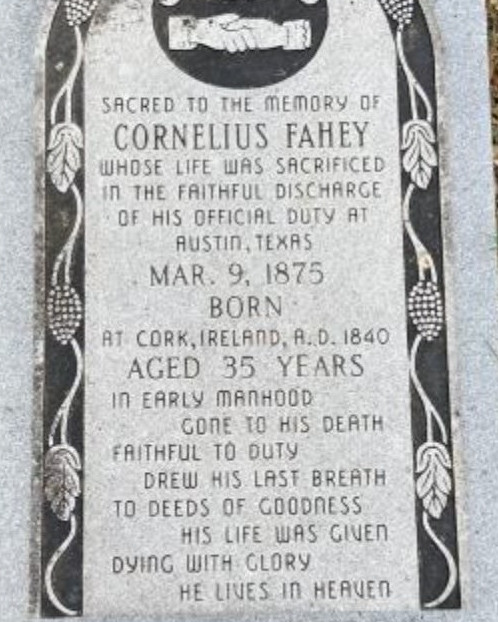 SACRED TO THE MEMORY OF
CORNELIUS FAHEY
WHOSE LIFE WAS SACRIFICED
IN THE FAITHFUL DISCHARGE
OF HIS OFFICIAL DUTY AT
AUSTIN, TEXAS
MAR. 9, 1875
BORN
AT CORK, IRELAND, A.D. 1840
AGED 35 YEARS
IN EARLY MANHOOD
GONE TO HIS DEATH
FAITHFUL TO DUTY
DREW HIS LAST BREATH
TO DEEDS OF GOODNESS
HIS LIFE WAS GIVEN
DYING WITH GLORY
HE LIVES IN HEAVEN